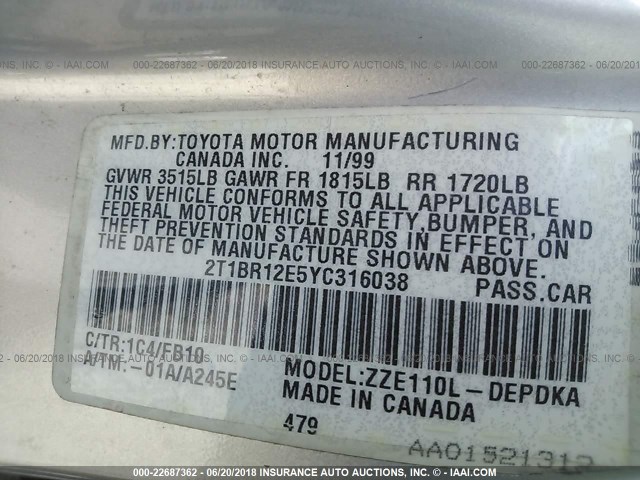 000-22687362 - 06/20/2018 INSURANCE AUTO AUCTIONS, INC. - © IAAI.COM
MFD.BY:TOYOTA MOTOR MANUFACTURING
CANADA INC. 11/99
GVWR 3515LB GAWR FR 1815LB RR 1720LB
THIS VEHICLE CONFORMS TO ALL APPLICABLE
FEDERAL MOTOR VEHICLE SAFETY,BUMPER, AND
THEFT PREVENTION STANDARDS IN EFFECT ON
THE DATE OF MANUFACTURE SHOWN ABOVE.
2T1BR12E5YC316038 PASS.CAR
C/TR:1C4/FB10
A/TM.-01A/A245E
MODEL:ZZE110L-DEPDKA
MADE IN CANADA
479
000-22687362 - 06/20/2018 INSURANCE AUTO AUCTIONS, INC. - © IAAI.COM